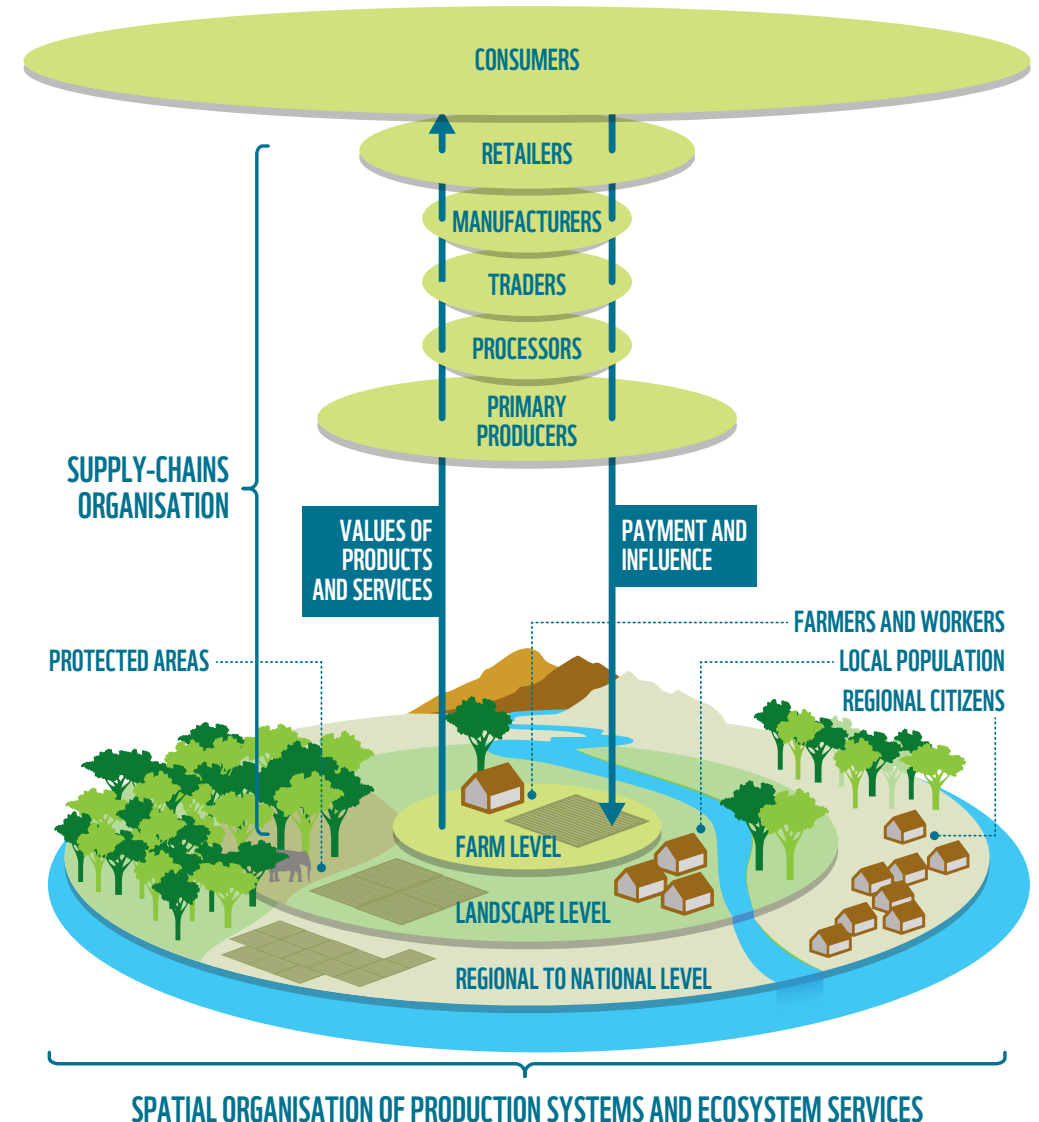 CONSUMERS
RETAILERS
MANUFACTURERS
TRADERS
PROCESSORS
PRIMARY
PRODUCERS
SUPPLY-CHAINS
ORGANISATION
VALUES OF
PRODUCTS
AND SERVICES
PAYMENT AND
INFLUENCE
FARMERS AND WORKERS
PROTECTED AREAS
LOCAL POPULATION
REGIONAL CITIZENS
FARM LEVEL
LANDSCAPE LEVEL
REGIONAL TO NATIONAL LEVEL
SPATIAL ORGANISATION OF PRODUCTION SYSTEMS AND ECOSYSTEM SERVICES